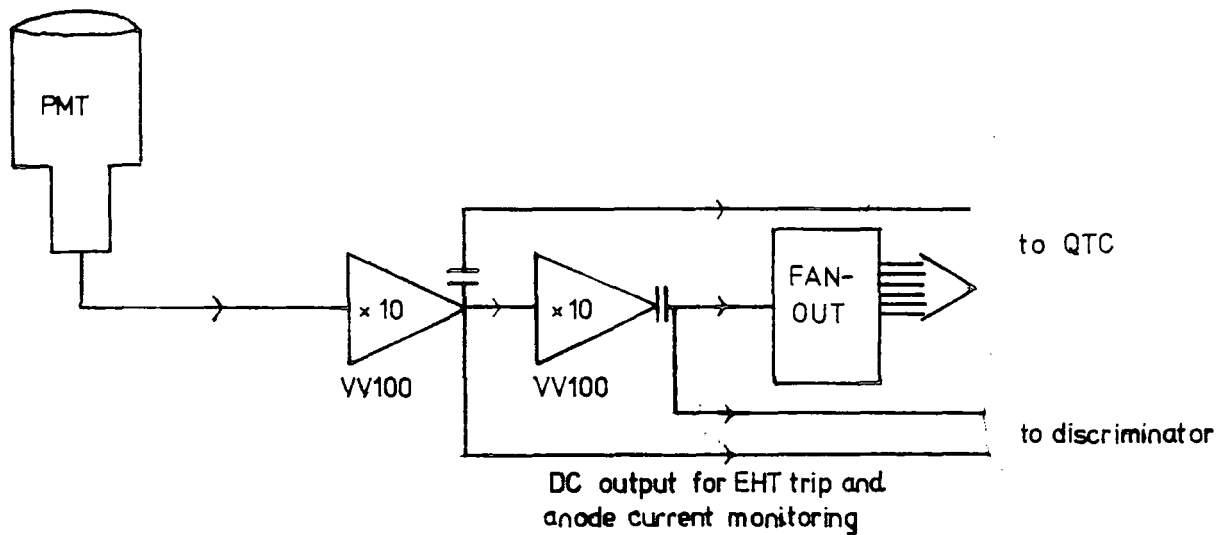 PMT
to QTC
× 10
× 10
FAN-
OUT
VV100
VV100
to discriminator
DC output for EHT trip and
anode current monitoring